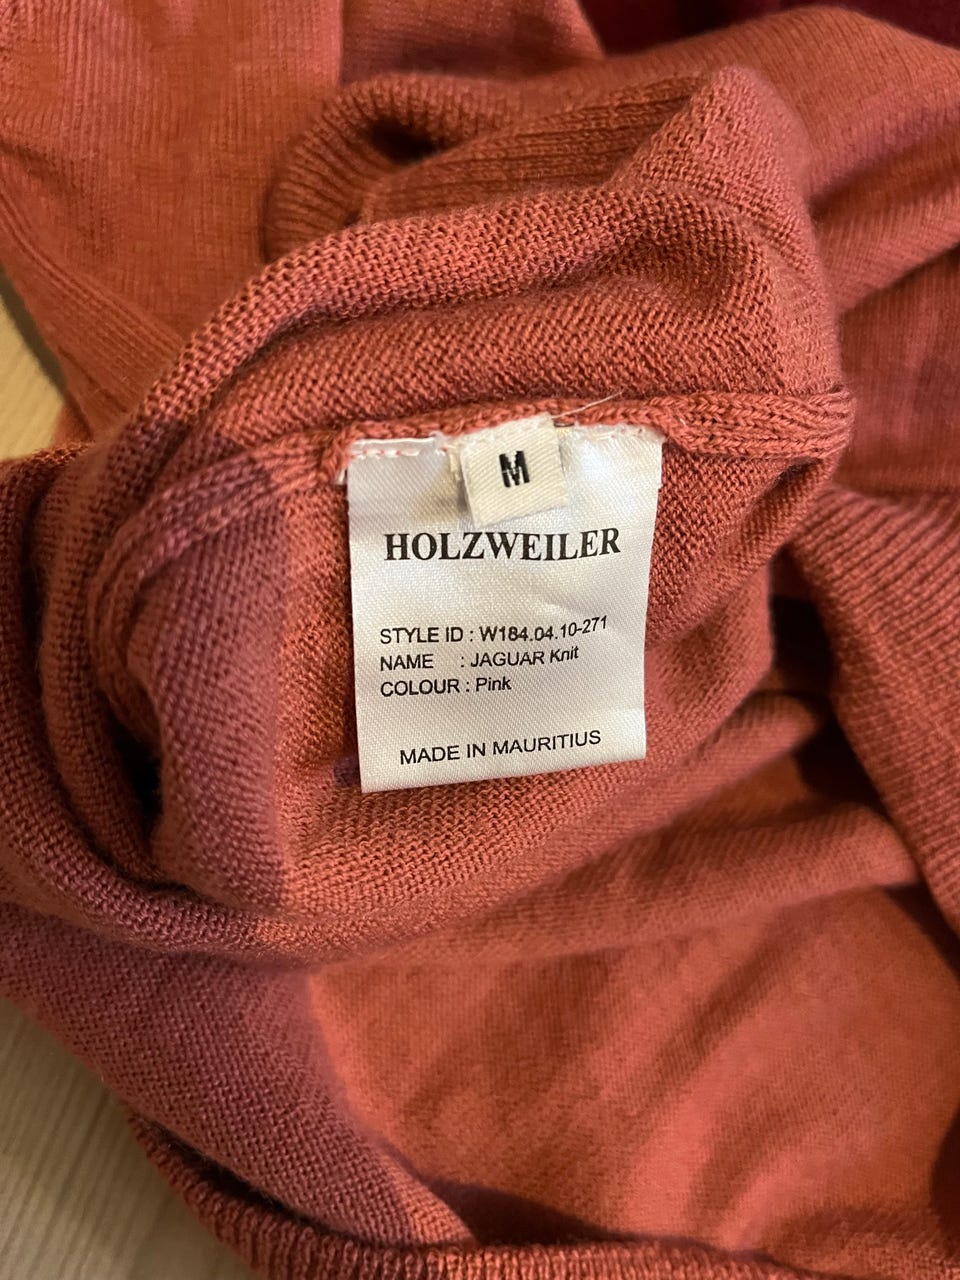 M
HOLZWEILER
STYLE ID : W184.04.10-271
NAME : JAGUAR Knit
COLOUR : Pink
MADE IN MAURITIUS